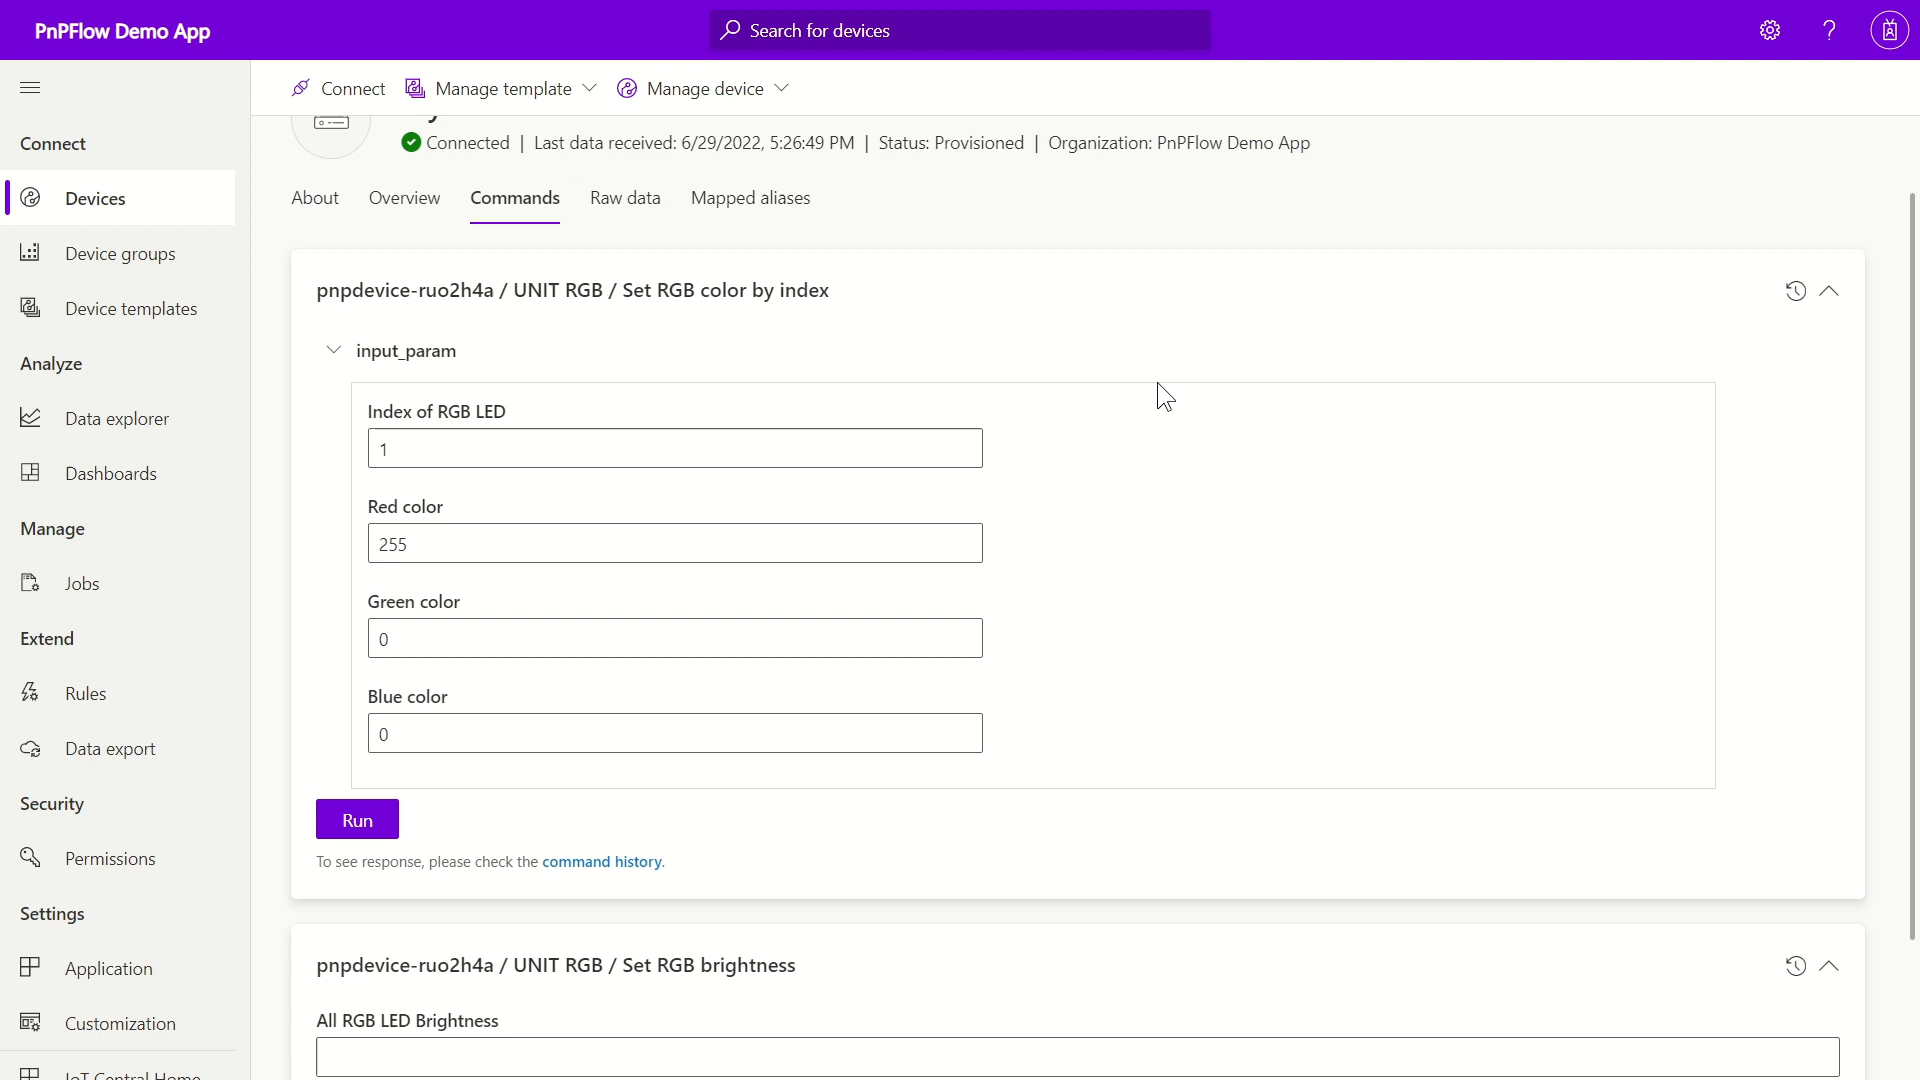 PnPFlow Demo App
Search for devices
Connect
Manage template
Manage device
Connected | Last data received: 6/29/2022, 5:26:49 PM | Status: Provisioned | Organization: PnPFlow Demo App
About
Overview
Commands
Raw data
Mapped aliases
Connect
Devices
Device groups
Device templates
Analyze
Data explorer
Dashboards
Manage
Jobs
Extend
Rules
Data export
Security
Permissions
Settings
Application
Customization
IoT Central Home
pnpdevice-ruo2h4a / UNIT RGB / Set RGB color by index
input_param
Index of RGB LED
1
Red color
255
Green color
0
Blue color
0
Run
To see response, please check the command history.
pnpdevice-ruo2h4a / UNIT RGB / Set RGB brightness
All RGB LED Brightness